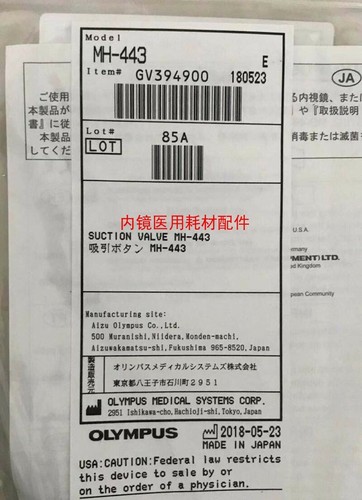 Model
MH-443
E
Item# GV394900 180523
JA
ご使用
る内視鏡、また
本製品が
や『取扱説明
書』に従
本製品
消毒または滅菌
してくだ
Lot#
LOT 85A
内镜医用耗材配件
SUCTION VALVE MH-443
吸引ボタン MH-443
U.S.A.
Germany
PMENT) LTD.
pean Community
Manufacturing site:
Aizu Olympus Co.,Ltd.
500 Muranishi, Niidera, Monden-machi,
Aizuwakamatsu-shi, Fukushima 965-8520, Japan
製造販売元
オリンパスメディカルシステムズ株式会社
東京都八王子市石川町2951
OLYMPUS MEDICAL SYSTEMS CORP.
2951 Ishikawa-cho, Hachioji-shi, Tokyo, Japan
OLYMPUS 2018-05-23
MADE IN JAPAN
USA:CAUTION:Federal law restricts
this device to sale by or
on the order of a physician.